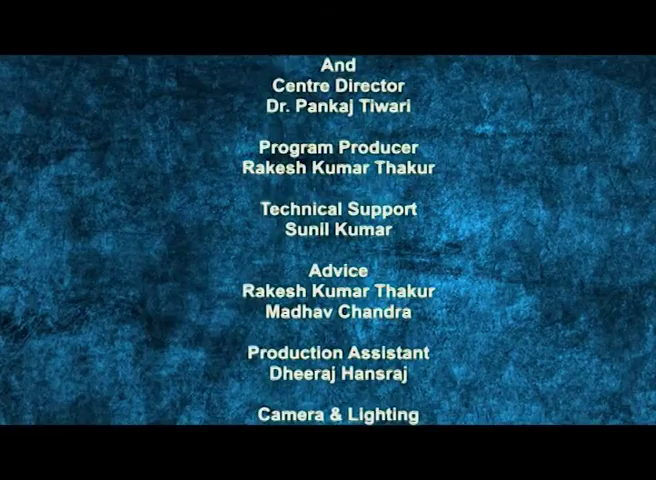 And
Centre Director
Dr. Pankaj Tiwari
Program Producer
Rakesh Kumar Thakur
Technical Support
Sunil Kumar
Advice
Rakesh Kumar Thakur
Madhav Chandra
Production Assistant
Dheeraj Hansraj
Camera & Lighting